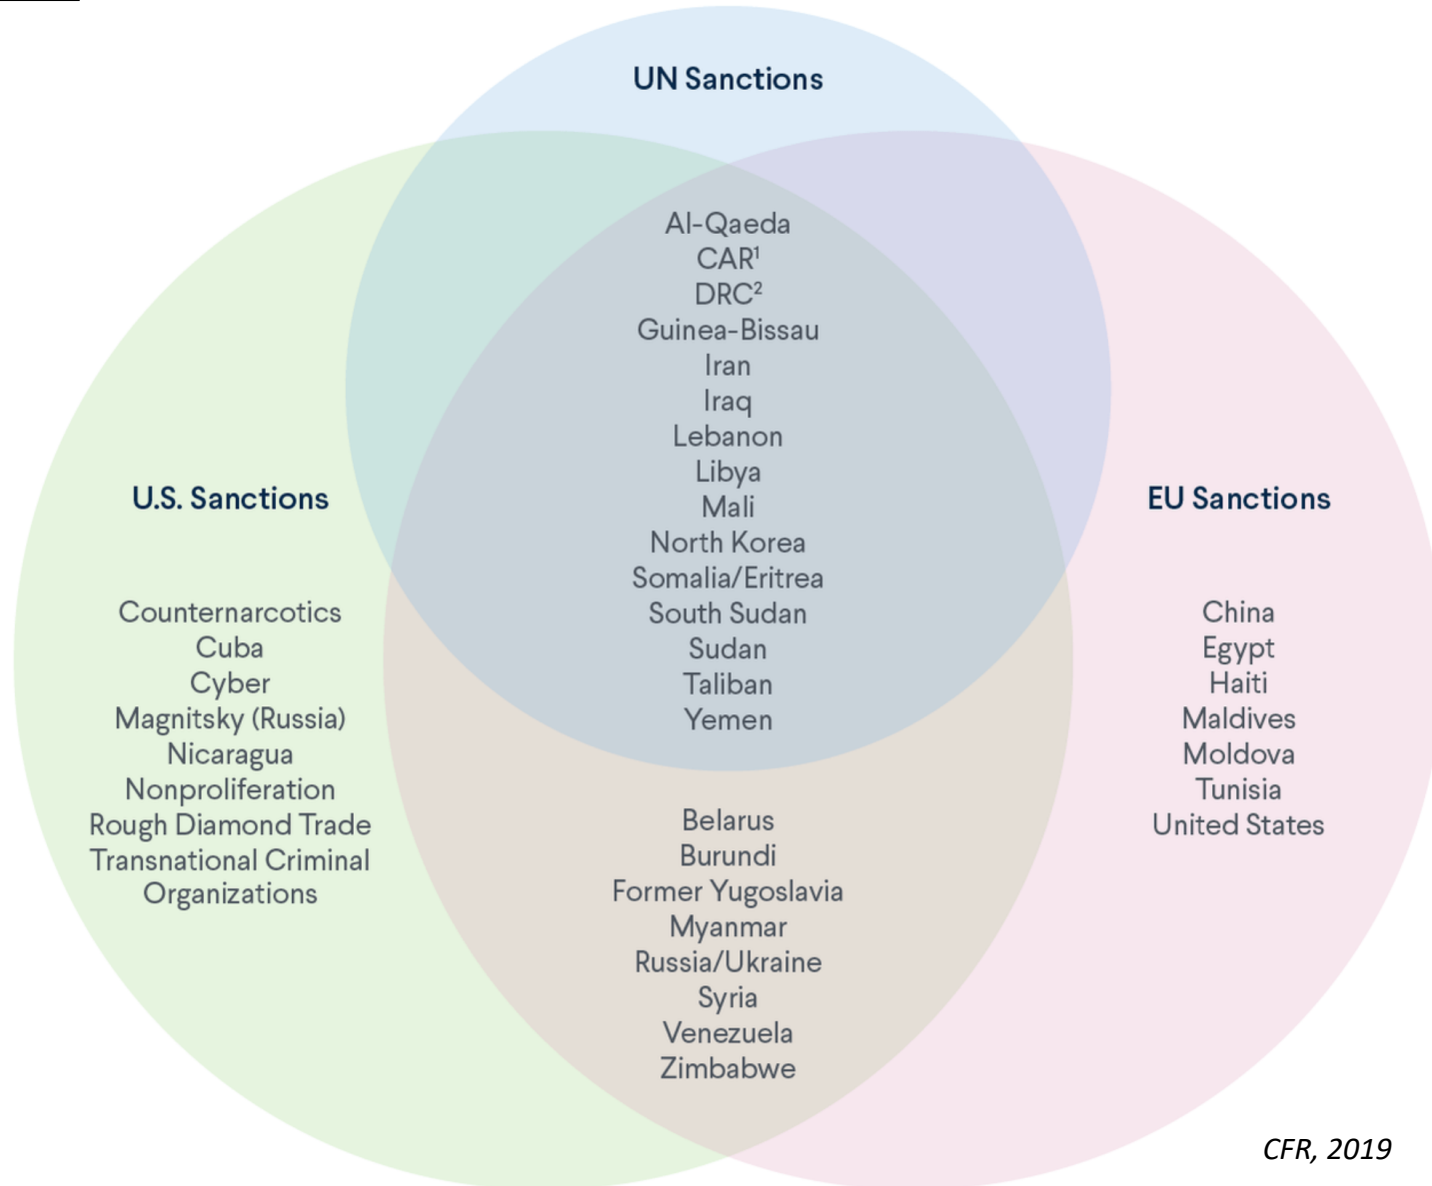 UN Sanctions
Al-Qaeda
CAR¹
DRC²
Guinea-Bissau
Iran
Iraq
Lebanon
Libya
Mali
North Korea
Somalia/Eritrea
South Sudan
Sudan
Taliban
Yemen
U.S. Sanctions
Counternarcotics
Cuba
Cyber
Magnitsky (Russia)
Nicaragua
Nonproliferation
Rough Diamond Trade
Transnational Criminal
Organizations
EU Sanctions
China
Egypt
Haiti
Maldives
Moldova
Tunisia
United States
Belarus
Burundi
Former Yugoslavia
Myanmar
Russia/Ukraine
Syria
Venezuela
Zimbabwe
CFR, 2019